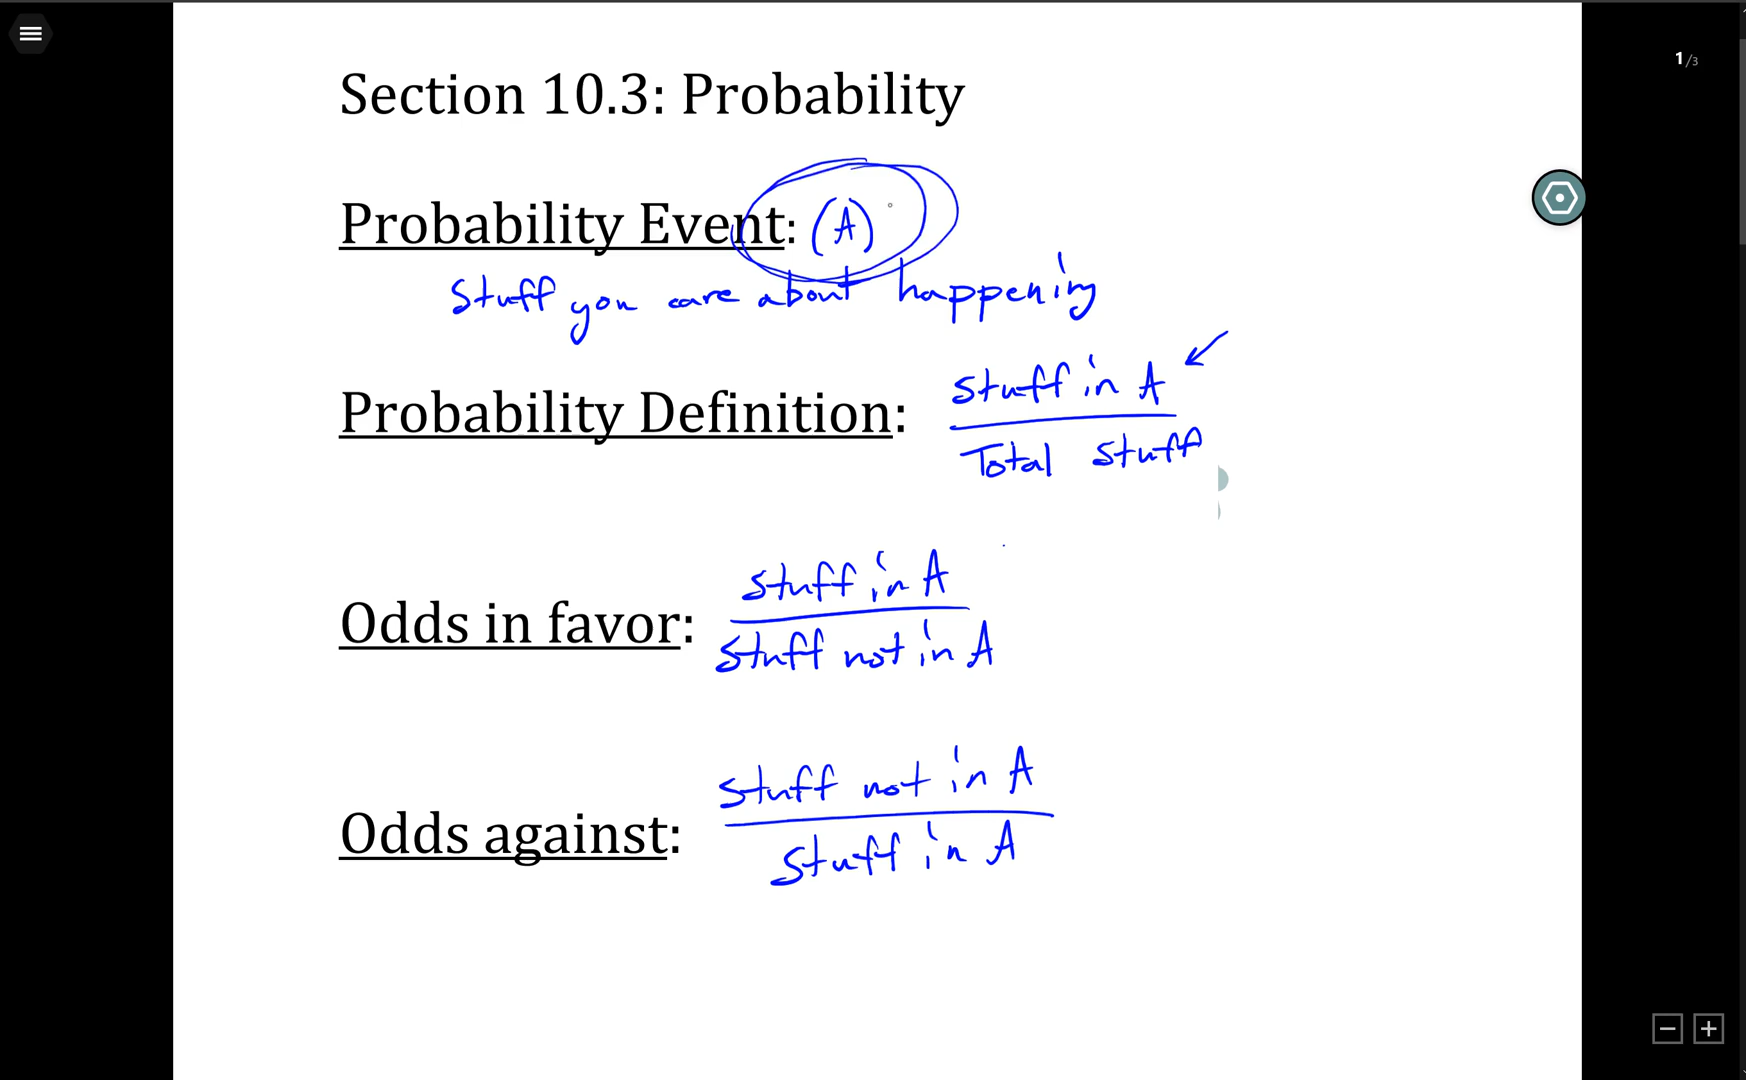 1/3
Section 10.3: Probability
Probability Event: (A)
stuff you care about happening
Probability Definition: stuff in A
Total stuff
Odds in favor: stuff in A
stuff not in A
Odds against: stuff not in A
stuff in A